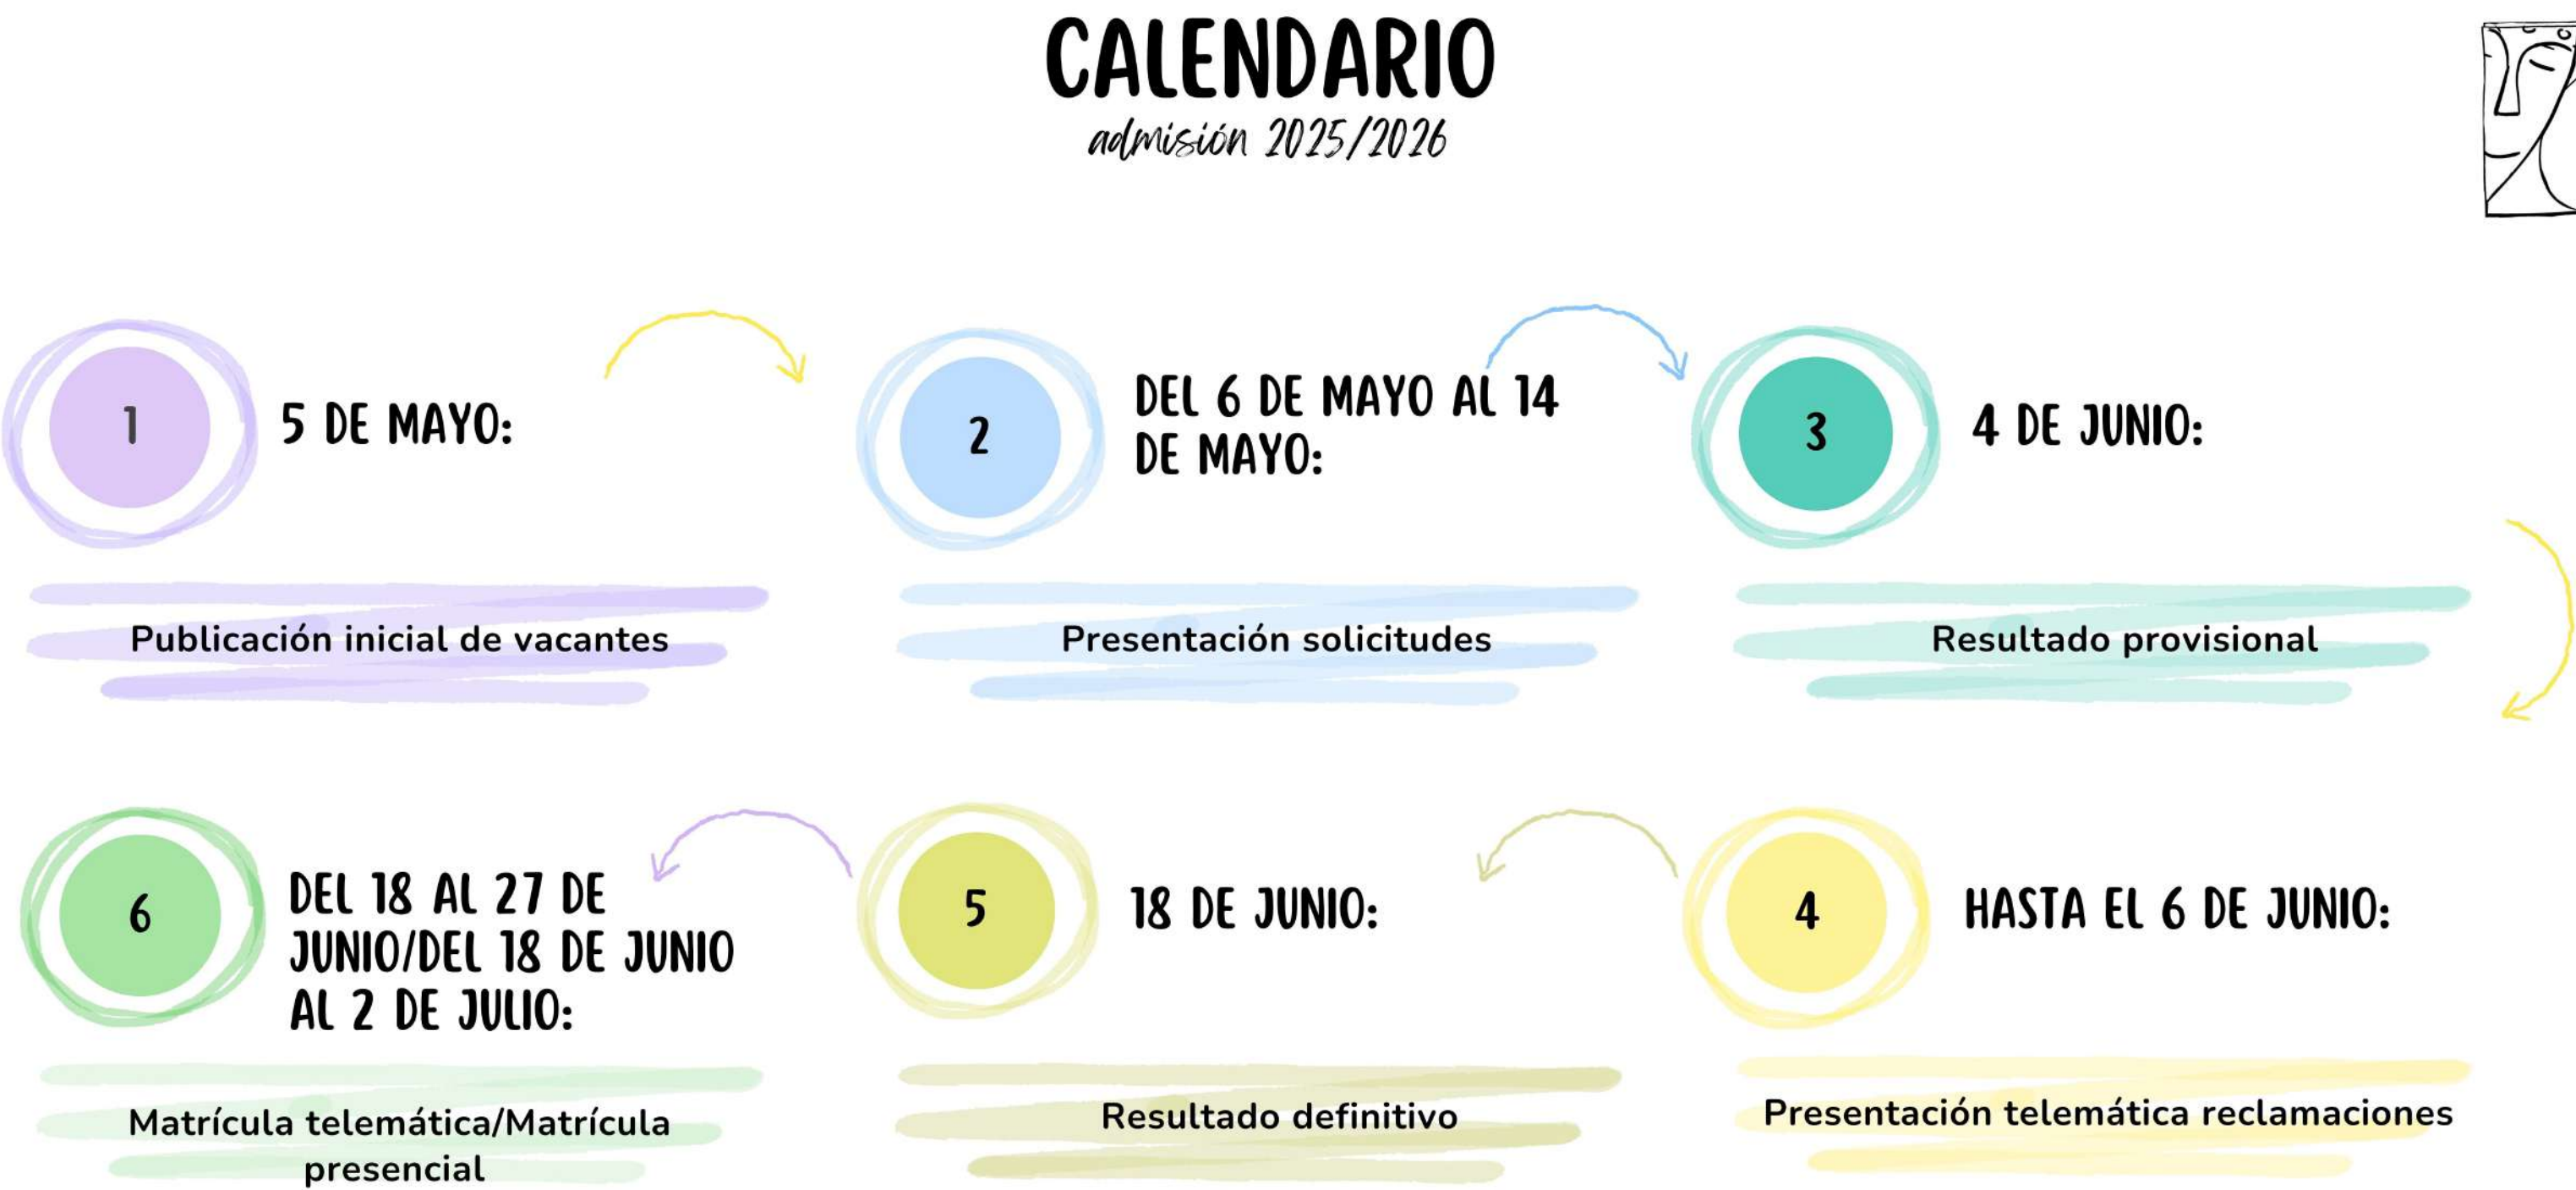 CALENDARIO
admisión 2025/2026
1
5 DE MAYO:
Publicación inicial de vacantes
2
DEL 6 DE MAYO AL 14
DE MAYO:
Presentación solicitudes
3
4 DE JUNIO:
Resultado provisional
4
HASTA EL 6 DE JUNIO:
Presentación telemática reclamaciones
5
18 DE JUNIO:
Resultado definitivo
6
DEL 18 AL 27 DE
JUNIO/DEL 18 DE JUNIO
AL 2 DE JULIO:
Matrícula telemática/Matrícula
presencial